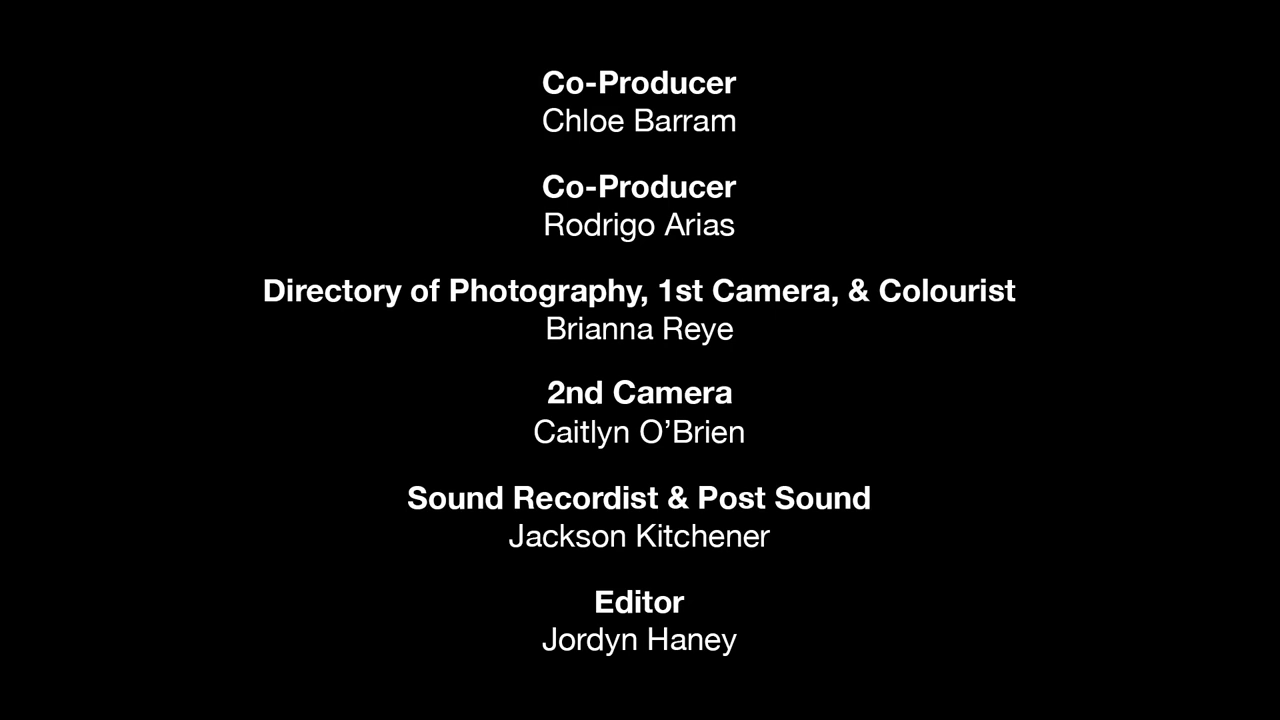 Co-Producer
Chloe Barram
Co-Producer
Rodrigo Arias
Directory of Photography, 1st Camera, & Colourist
Brianna Reye
2nd Camera
Caitlyn O’Brien
Sound Recordist & Post Sound
Jackson Kitchener
Editor
Jordyn Haney